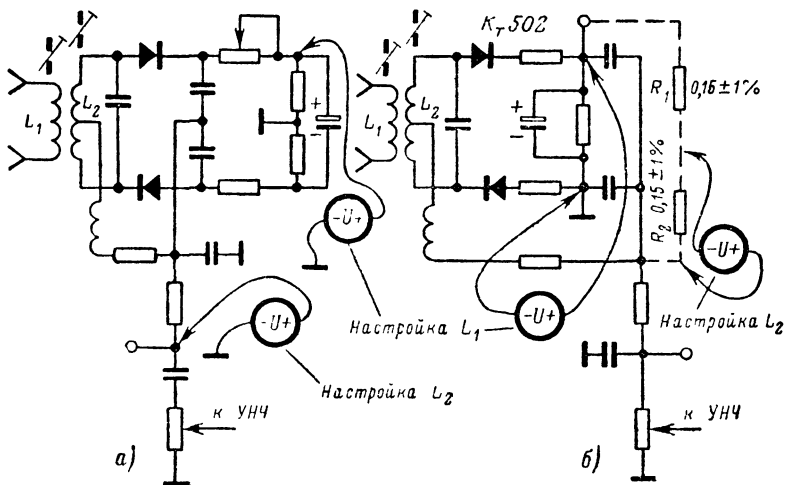 Кт502
L₁
L₂
+
-
-U+
Настройка L₁
-U+
Настройка L₂
к УНЧ
а)
L₁
L₂
+
-
-U+
R₁ 0,15±1%
R₂ 0,15±1%
-U+
Настройка L₂
к УНЧ
б)